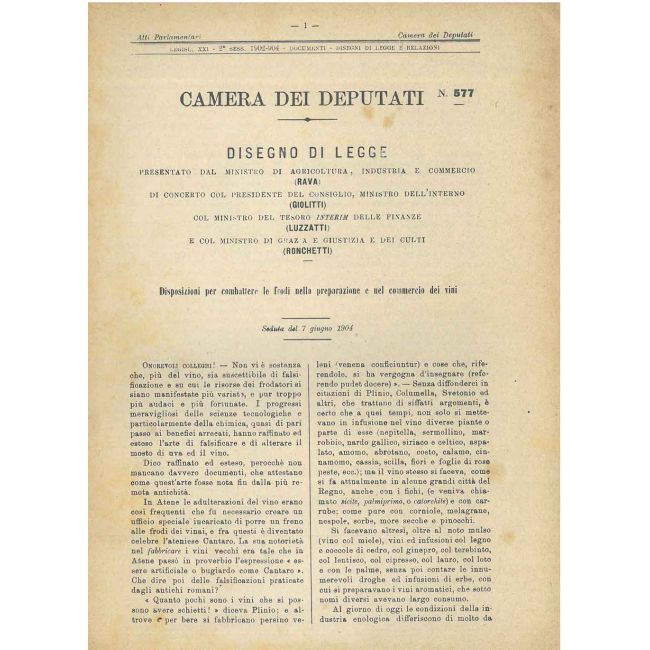 — 1 —
Atti Parlamentari Camera dei Deputati
LEGISL. XXI - 2ª SESS. 1902-904 - DOCUMENTI - DISEGNI DI LEGGE E RELAZIONI
CAMERA DEI DEPUTATI N. 577
DISEGNO DI LEGGE
PRESENTATO DAL MINISTRO DI AGRICOLTURA, INDUSTRIA E COMMERCIO
(RAVA)
DI CONCERTO COL PRESIDENTE DEL CONSIGLIO, MINISTRO DELL'INTERNO
(GIOLITTI)
COL MINISTRO DEL TESORO INTERIM DELLE FINANZE
(LUZZATTI)
E COL MINISTRO DI GRAZIA E GIUSTIZIA E DEI CULTI
(RONCHETTI)
Disposizioni per combattere le frodi nella preparazione e nel commercio dei vini
Seduta del 7 giugno 1904
ONOREVOLI COLLEGHI! — Non vi è sostanza
che, più del vino, sia suscettibile di falsi-
ficazione e su cui le risorse dei frodatori si
siano manifestate più variate, e pur troppo
più audaci e più fortunate. I progressi
meravigliosi delle scienze tecnologiche e
particolarmente della chimica, quasi di pari
passo ai benefici arrecati, hanno raffinato ed
esteso l'arte di falsificare e di alterare il
mosto di uva ed il vino.
Dico raffinato ed esteso, perocchè non
mancano davvero documenti, che attestano
come quest'arte fosse nota fin dalla più re-
mota antichità.
In Atene le adulterazioni del vino erano
così frequenti che fu necessario creare un
ufficio speciale incaricato di porre un freno
alle frodi dei vinai, e fra questi è diventato
celebre l'ateniese Cantaro. La sua notorietà
nel fabbricare i vini vecchi era tale che in
Atene passò in proverbio l'espressione « es-
sere artificiale o bugiardo come Cantaro ».
Che dire poi delle falsificazioni praticate
dagli antichi romani?
« Quanto pochi sono i vini che si pos-
sono avere schietti! » diceva Plinio; e al-
trove « per bere si fabbricano persino ve-
leni (venena conficiuntur) e cose che, rife-
rendole, si ha vergogna d'insegnare (refe-
rendo pudet docere) ». — Senza diffonderci in
citazioni di Plinio, Columella, Svetonio ed
altri, che trattano di siffatti argomenti, è
certo che a quei tempi, non solo si mette-
vano in infusione nel vino diverse piante o
parte di esse (nepitella, sermollino, mar-
robbio, nardo gallico, siriaco e celtico, aspa-
lato, amomo, abrotano, costo, calamo, cin-
namomo, cassia, scilla, fiori e foglie di rose
peste, ecc.); ma il vino stesso si faceva, come
si fa attualmente in alcune grandi città del
Regno, anche con i fichi, (e veniva chia-
mato sicite, palmiprimo, o catorchite) e con car-
rube; come pure con corniole, melagrane,
nespole, sorbe, more secche e pinocchi.
Si facevano altresì, oltre al noto mulso
(vino col miele), vini ed infusioni col legno
e coccole di cedro, col ginepro, col terebinto,
col lentisco, col cipresso, col lauro, col loto
e con le palme, senza poi contare le innu-
merevoli droghe ed infusioni di erbe, con
cui si preparavano i vini aromatici, che sotto
nomi diversi avevano largo consumo.
Al giorno di oggi le condizioni della in-
dustria enologica differiscono di molto da